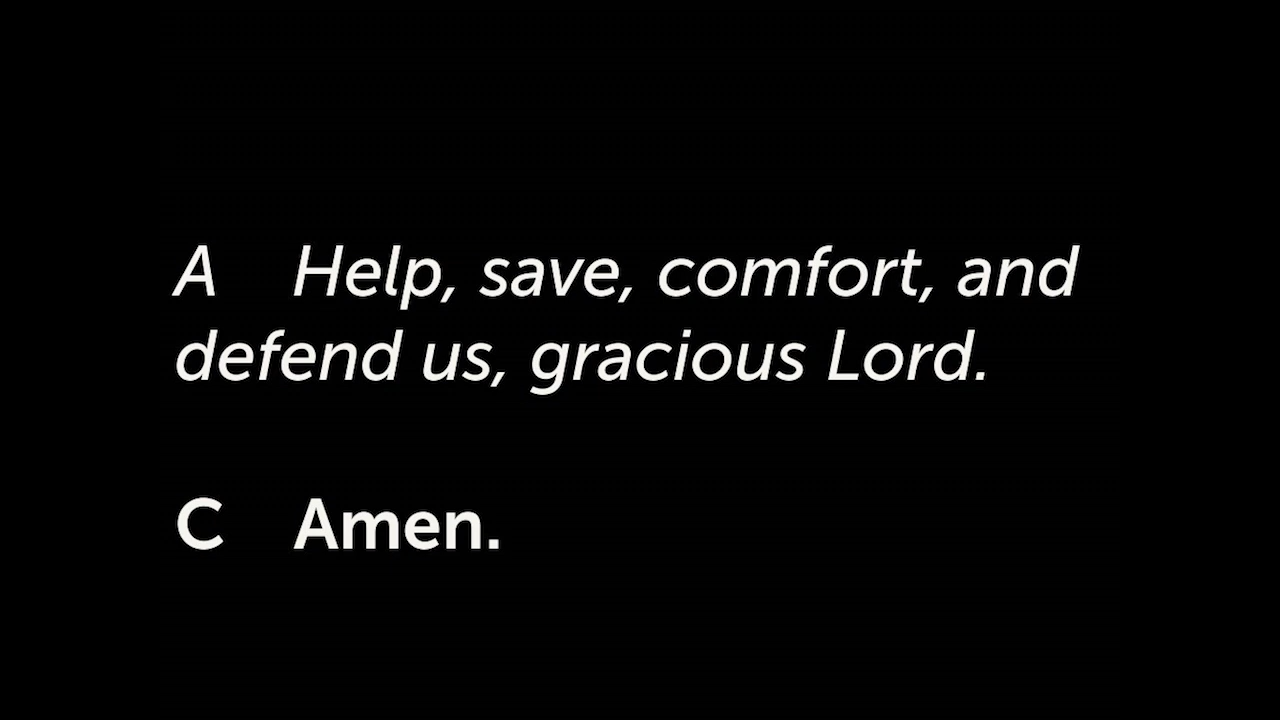 A Help, save, comfort, and
defend us, gracious Lord.
C Amen.